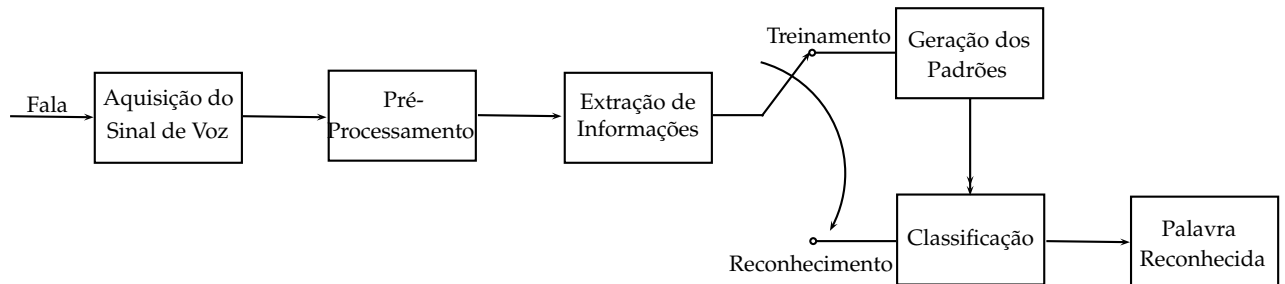 Fala
Aquisição do
Sinal de Voz
Pré-
Processamento
Extração de
Informações
Treinamento
Geração dos
Padrões
Reconhecimento
Classificação
Palavra
Reconhecida